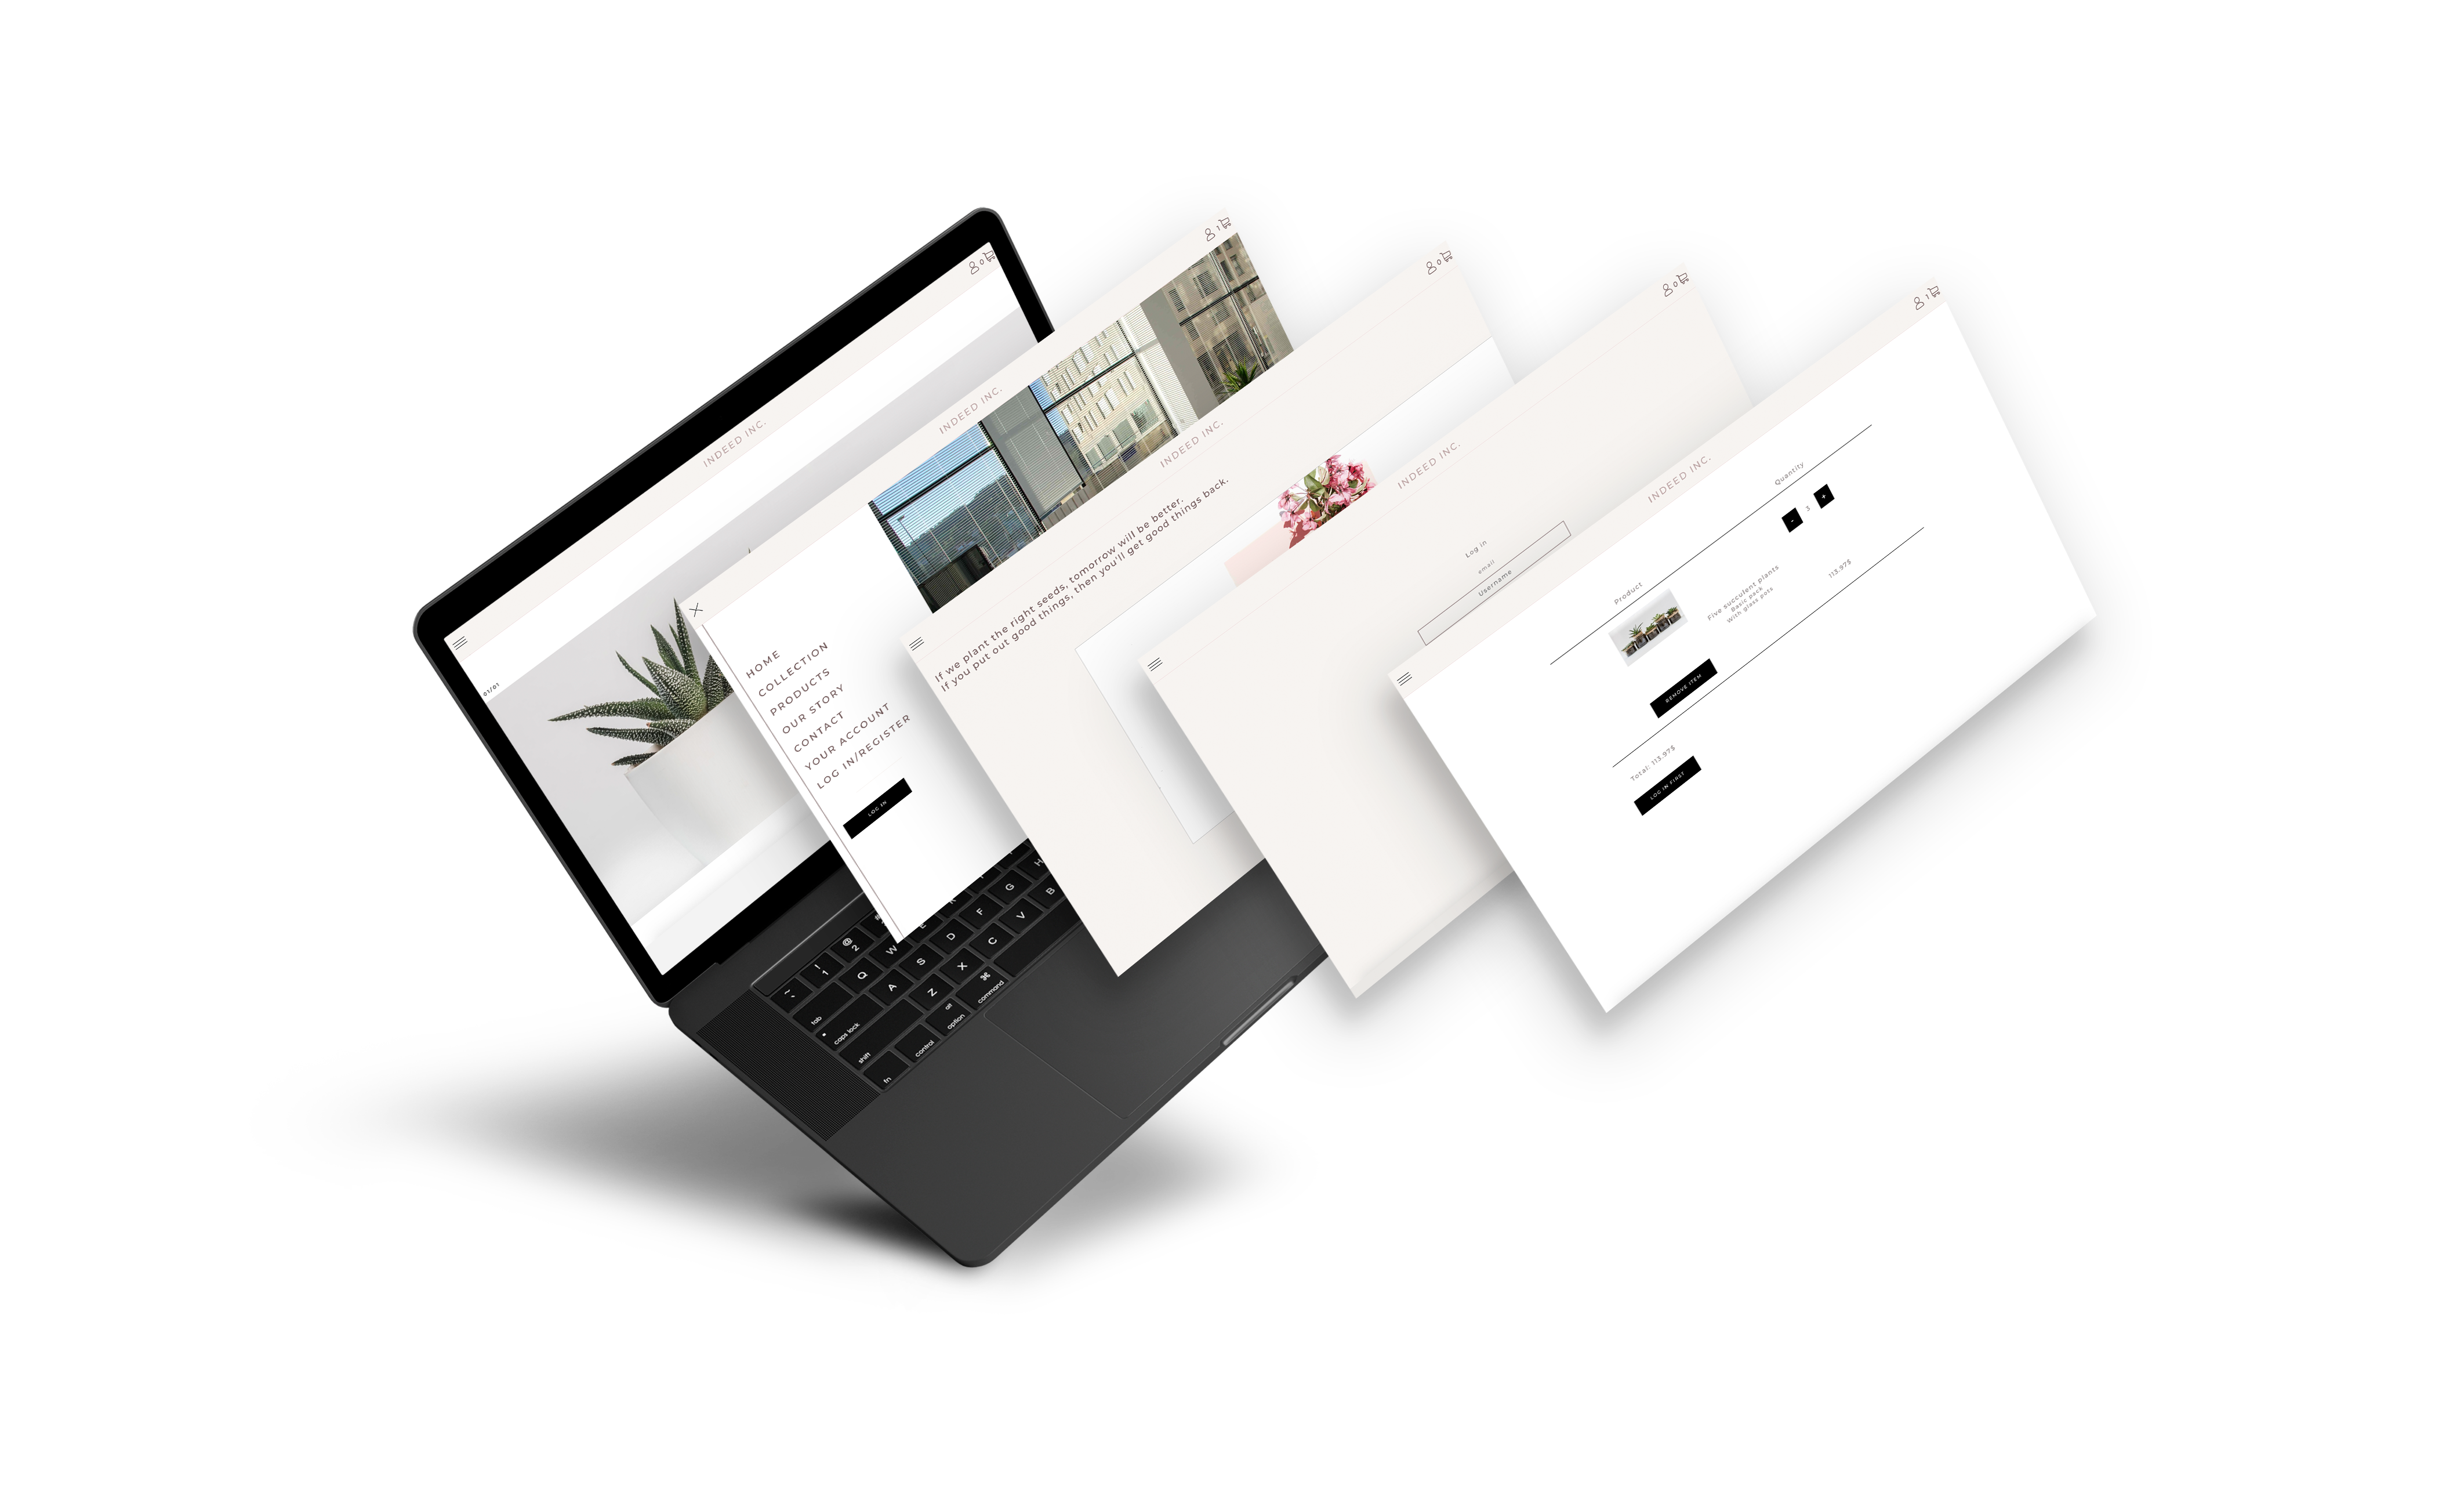 0
INDEED INC.
01/01
1
INDEED INC.
HOME
COLLECTION
PRODUCTS
OUR STORY
CONTACT
YOUR ACCOUNT
LOG IN/REGISTER
LOG IN
0
INDEED INC.
If we plant the right seeds, tomorrow will be better.
If you put out good things, then you'll get good things back.
0
INDEED INC.
Log in
email
Username
1
INDEED INC.
Product
Quantity
- 3 +
Five succulent plants
Basic pack
with glass pots
113.97$
REMOVE ITEM
Total: 113.97$
LOG IN FIRST
~
!
1
@
2
tab
Q
W
caps lock
A
S
D
F
G
H
shift
Z
X
C
V
B
fn
control
alt
option
⌘
command